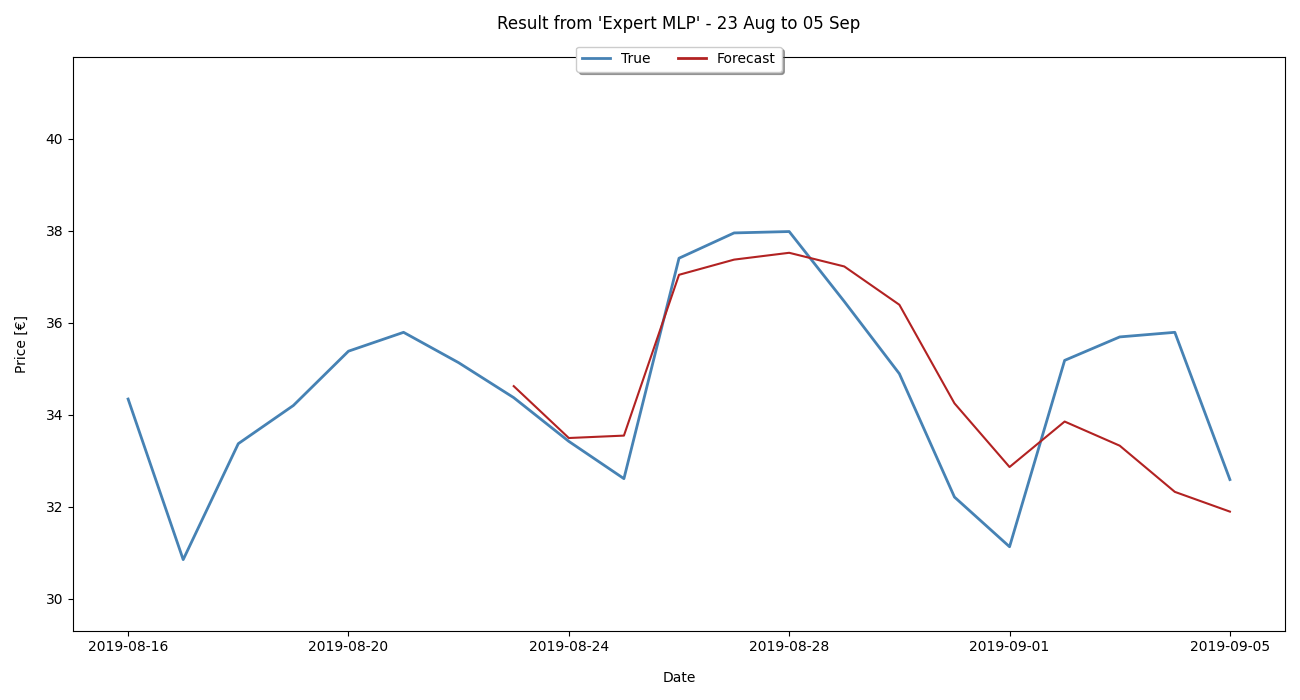 Result from 'Expert MLP' - 23 Aug to 05 Sep
True Forecast
Price [€]
40
38
36
34
32
30
2019-08-16 2019-08-20 2019-08-24 2019-08-28 2019-09-01 2019-09-05
Date